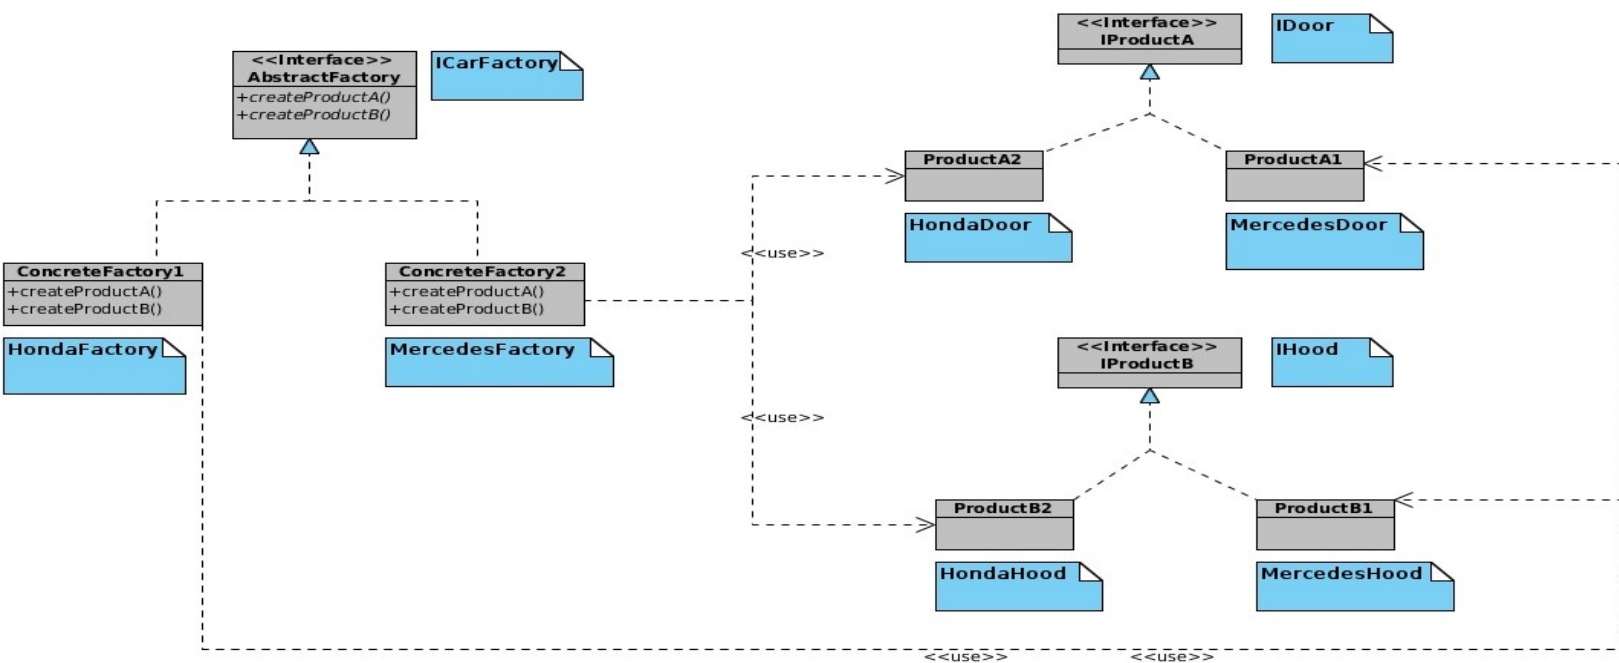 <<Interface>>
AbstractFactory
+createProductA()
+createProductB()
ICarFactory
<<Interface>>
IProductA
IDoor
ProductA2
ProductA1
HondaDoor
MercedesDoor
<<use>>
ConcreteFactory1
+createProductA()
+createProductB()
HondaFactory
ConcreteFactory2
+createProductA()
+createProductB()
MercedesFactory
<<Interface>>
IProductB
IHood
<<use>>
ProductB2
ProductB1
HondaHood
MercedesHood
<<use>>
<<use>>